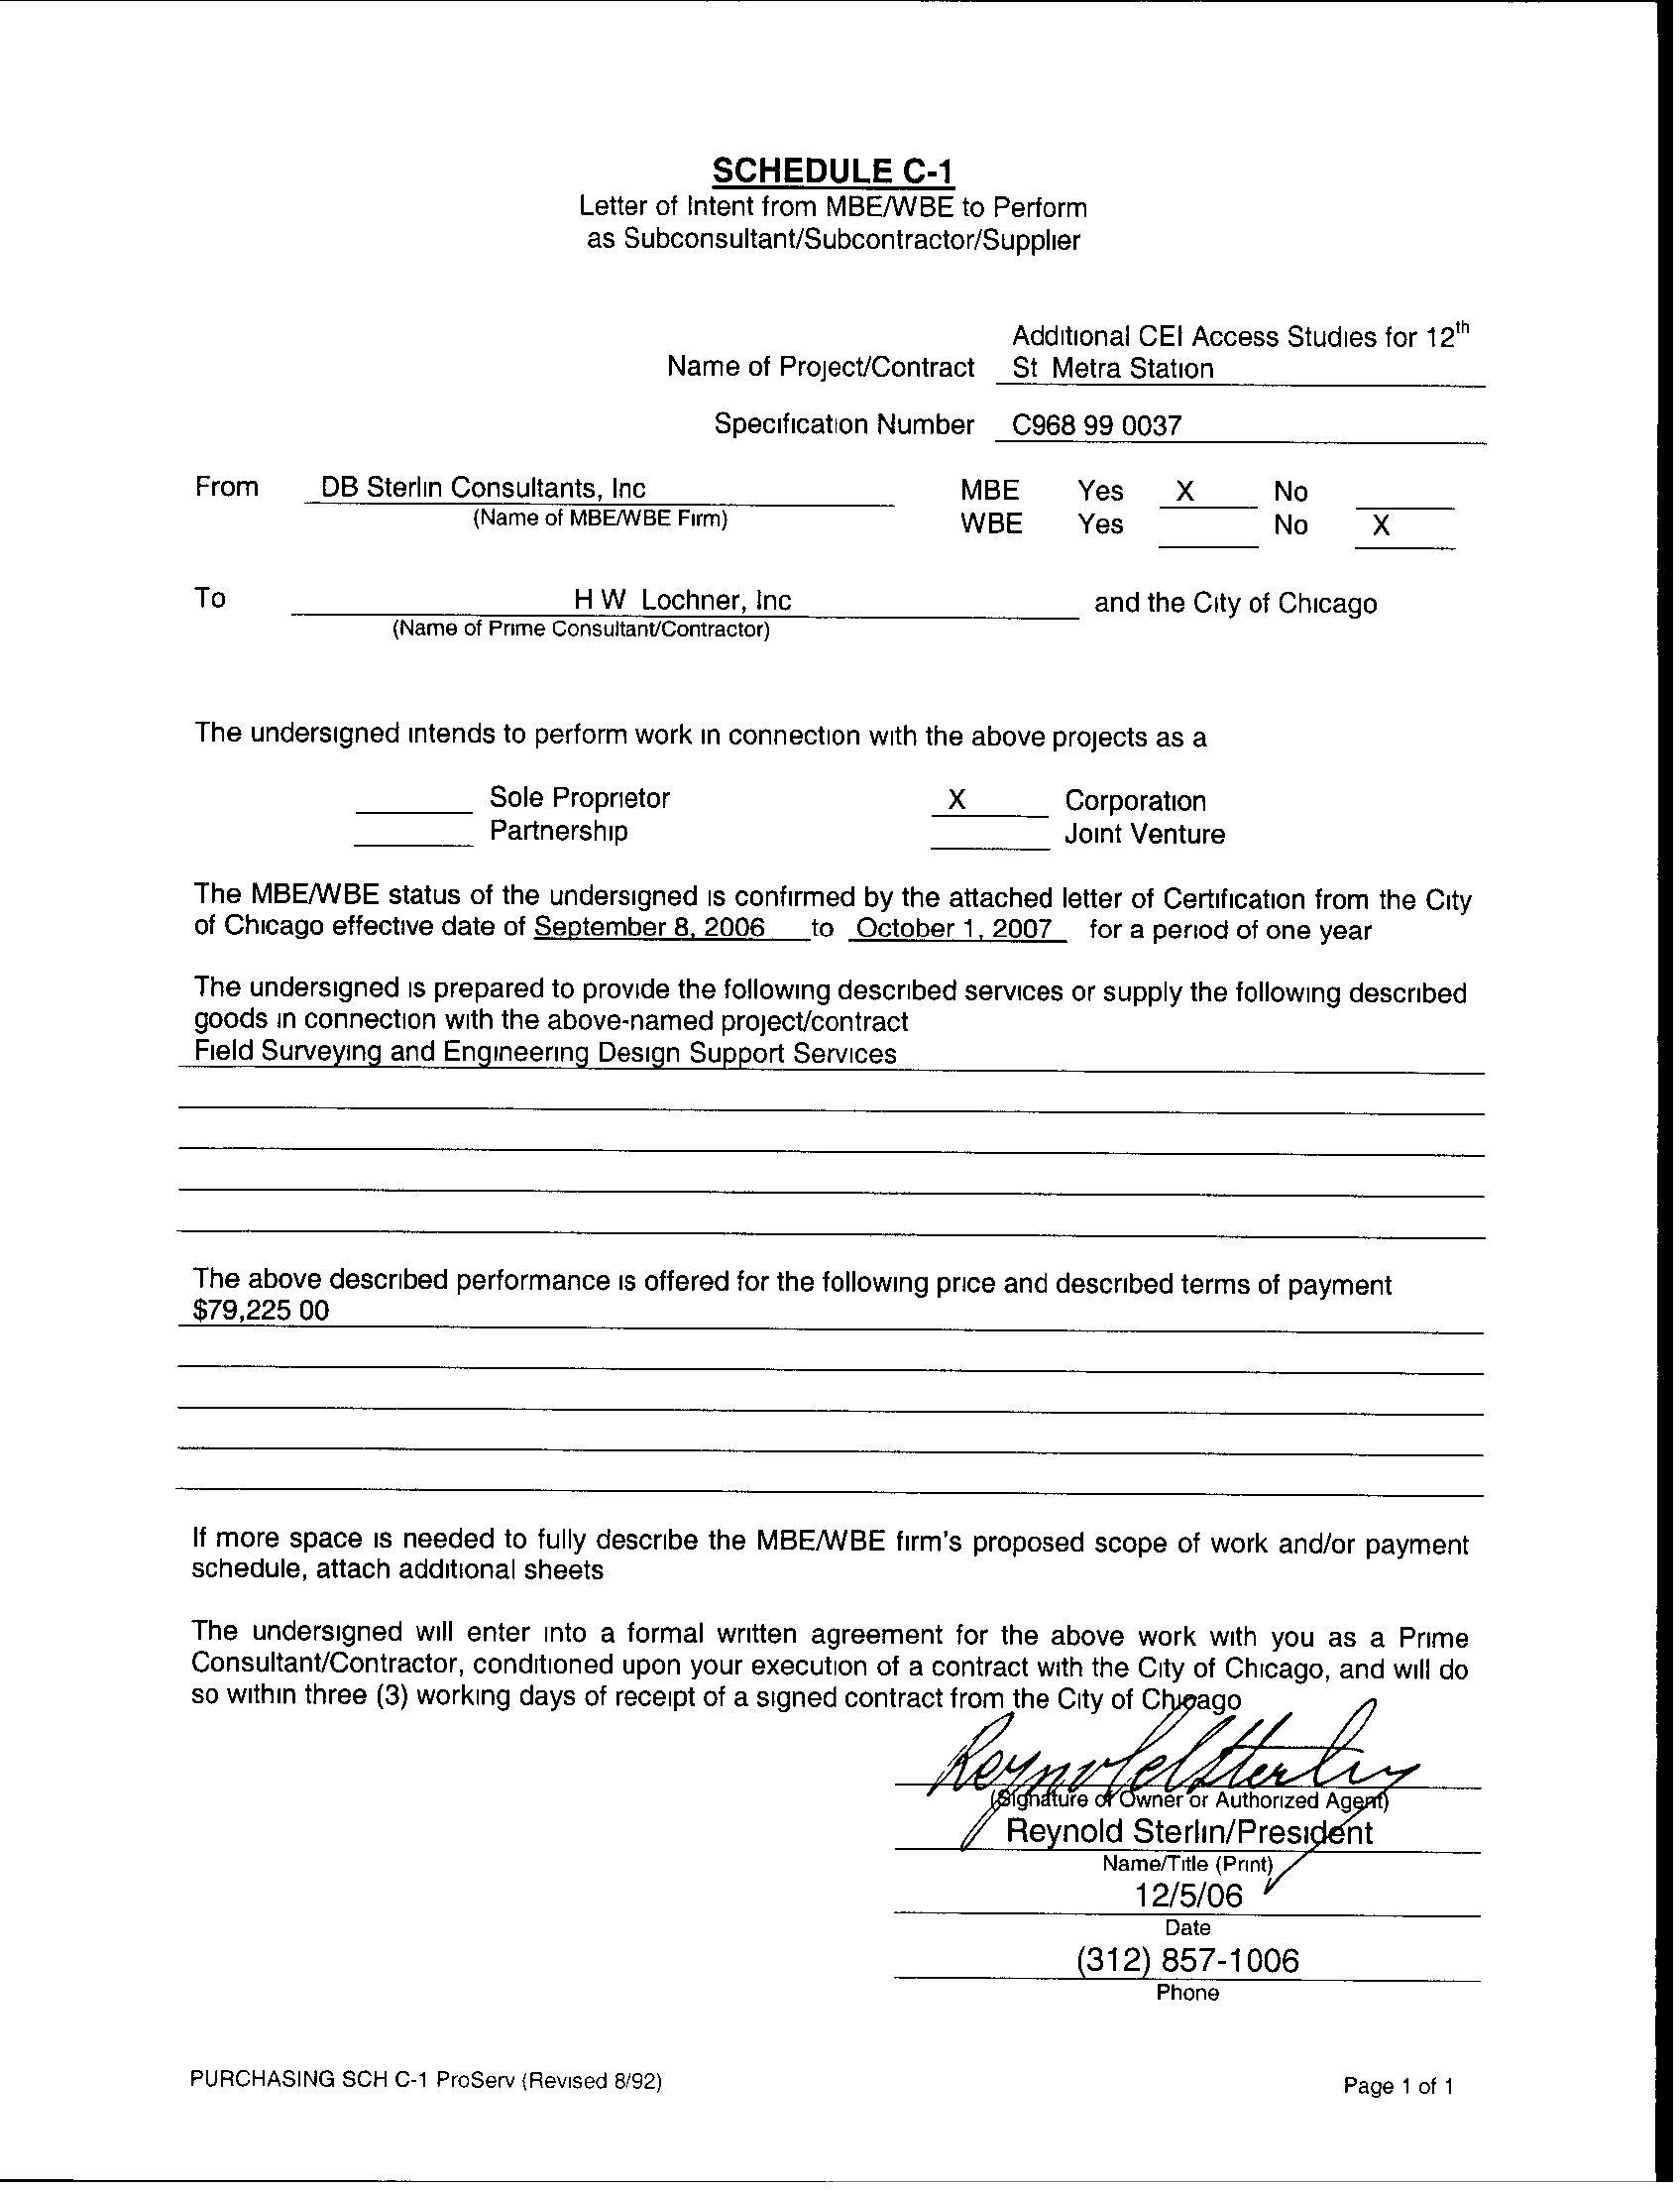 SCHEDULE C-1
Letter of Intent from MBE/WBE to Perform
as Subconsultant/Subcontractor/Supplier
Additional CEI Access Studies for 12th
Name of Project/Contract St Metra Station
Specification Number C968 99 0037
From DB Sterlin Consultants, Inc MBE Yes X No
(Name of MBE/WBE Firm) WBE Yes No X
To H W Lochner, Inc and the City of Chicago
(Name of Prime Consultant/Contractor)
The undersigned intends to perform work in connection with the above projects as a
Sole Proprietor X Corporation
Partnership Joint Venture
The MBE/WBE status of the undersigned is confirmed by the attached letter of Certification from the City
of Chicago effective date of September 8, 2006 to October 1, 2007 for a period of one year
The undersigned is prepared to provide the following described services or supply the following described
goods in connection with the above-named project/contract
Field Surveying and Engineering Design Support Services
The above described performance is offered for the following price and described terms of payment
$79,225 00
If more space is needed to fully describe the MBE/WBE firm's proposed scope of work and/or payment
schedule, attach additional sheets
The undersigned will enter into a formal written agreement for the above work with you as a Prime
Consultant/Contractor, conditioned upon your execution of a contract with the City of Chicago, and will do
so within three (3) working days of receipt of a signed contract from the City of Chicago
Reynold Sterlin
(Signature of Owner or Authorized Agent)
Reynold Sterlin/President
Name/Title (Print)
12/5/06
Date
(312) 857-1006
Phone
PURCHASING SCH C-1 ProServ (Revised 8/92) Page 1 of 1